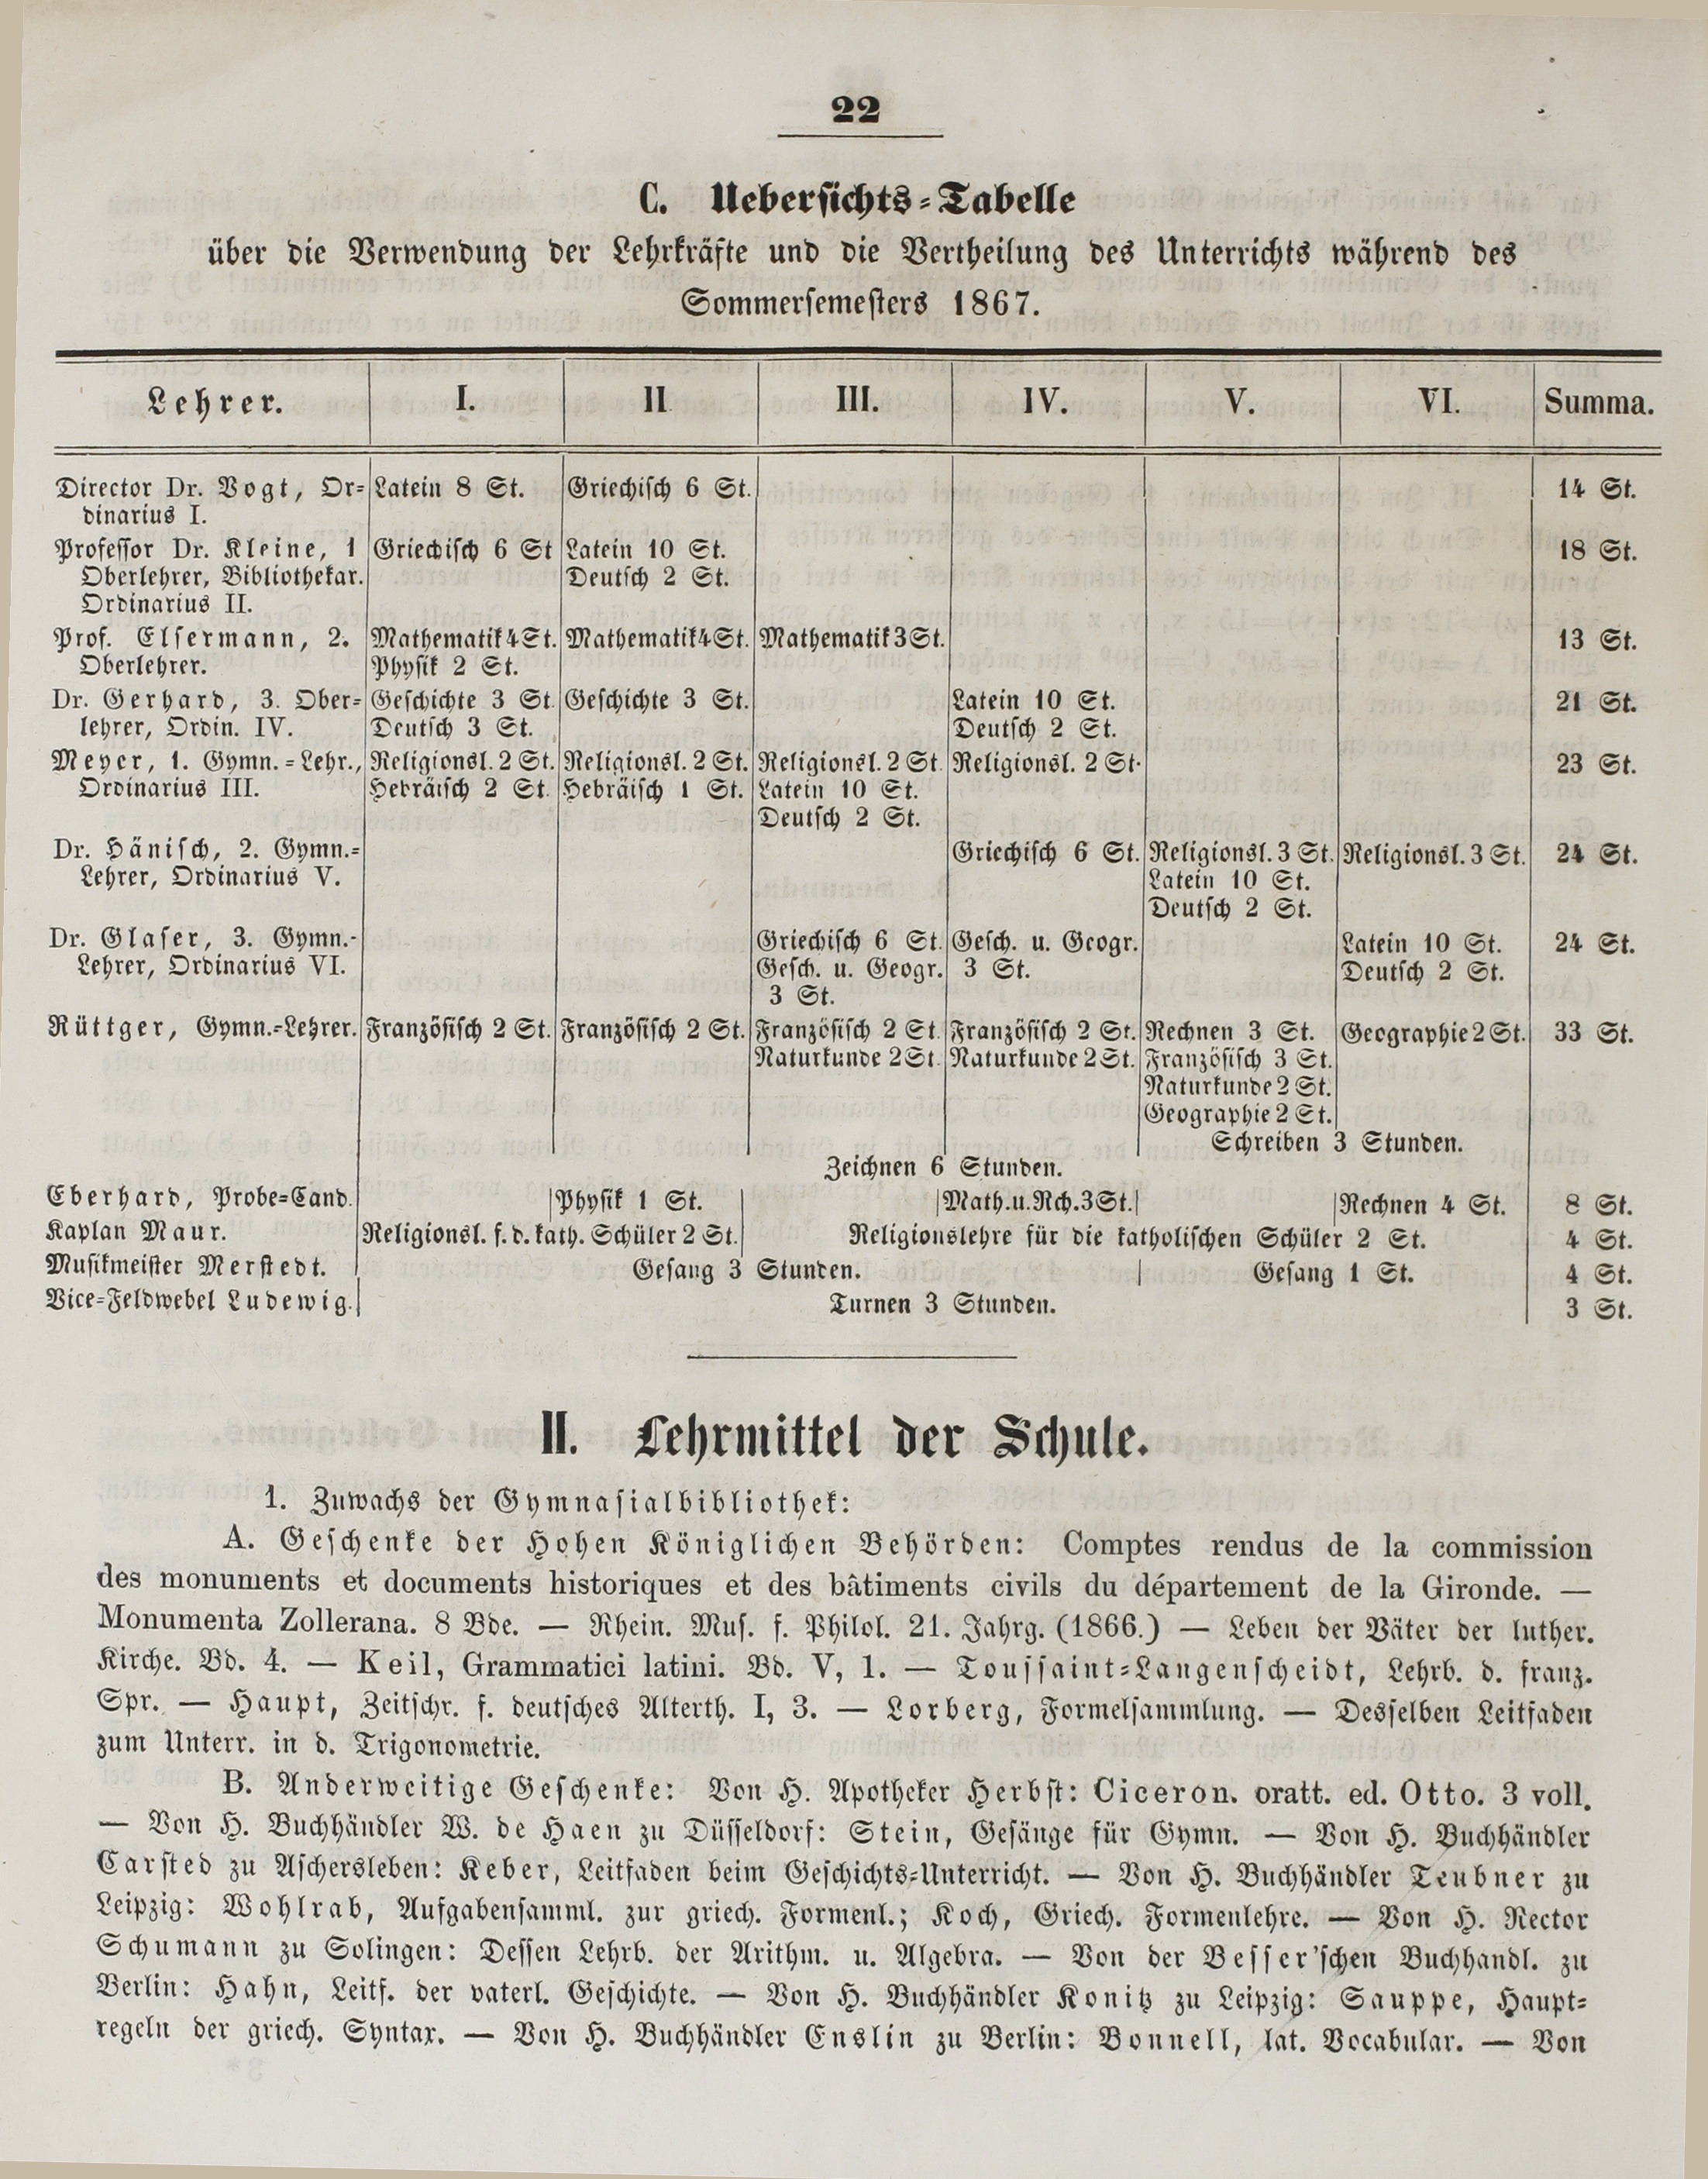 22
C. Uebersichts-Tabelle
über die Verwendung der Lehrkräfte und die Vertheilung des Unterrichts während des
Sommersemesters 1867.
Lehrer. I. II III. IV. V. VI. Summa.
Director Dr. Vogt, Or- Latein 8 St. Griechisch 6 St. 14 St.
dinarius I.
Professor Dr. Kleine, 1 Griechisch 6 St Latein 10 St. 18 St.
Oberlehrer, Bibliothekar. Deutsch 2 St.
Ordinarius II.
Prof. Elsermann, 2. Mathematik 4 St. Mathematik 4 St. Mathematik 3 St. 13 St.
Oberlehrer. Physik 2 St.
Dr. Gerhard, 3. Ober- Geschichte 3 St. Geschichte 3 St. Latein 10 St. 21 St.
lehrer, Ordin. IV. Deutsch 3 St. Deutsch 2 St.
Meyer, 1. Gymn.-Lehr., Religionsl. 2 St. Religionsl. 2 St. Religionsl. 2 St. Religionsl. 2 St. 23 St.
Ordinarius III. Hebräisch 2 St. Hebräisch 1 St. Latein 10 St.
Deutsch 2 St.
Dr. Hänisch, 2. Gymn.- Griechisch 6 St. Religionsl. 3 St. Religionsl. 3 St. 24 St.
Lehrer, Ordinarius V. Latein 10 St.
Deutsch 2 St.
Dr. Glaser, 3. Gymn.- Griechisch 6 St. Gesch. u. Geogr. Latein 10 St. 24 St.
Lehrer, Ordinarius VI. Gesch. u. Geogr. 3 St. Deutsch 2 St.
3 St.
Rüttger, Gymn.-Lehrer. Französisch 2 St. Französisch 2 St. Französisch 2 St. Französisch 2 St. Rechnen 3 St. Geographie 2 St. 33 St.
Naturkunde 2 St. Naturkunde 2 St. Französisch 3 St.
Naturkunde 2 St.
Geographie 2 St.
Schreiben 3 Stunden.
Zeichnen 6 Stunden.
Eberhard, Probe-Cand. Physik 1 St. Math. u. Rch. 3 St. Rechnen 4 St. 8 St.
Kaplan Maur. Religionsl. f. d. kath. Schüler 2 St. Religionslehre für die katholischen Schüler 2 St. 4 St.
Musikmeister Merstedt. Gesang 3 Stunden. Gesang 1 St. 4 St.
Vice-Feldwebel Ludewig. Turnen 3 Stunden. 3 St.
II. Lehrmittel der Schule.
1. Zuwachs der Gymnasialbibliothek:
A. Geschenke der Hohen Königlichen Behörden: Comptes rendus de la commission
des monuments et documents historiques et des bâtiments civils du département de la Gironde. —
Monumenta Zollerana. 8 Bde. — Rhein. Mus. f. Philol. 21. Jahrg. (1866.) — Leben der Väter der luther.
Kirche. Bd. 4. — Keil, Grammatici latini. Bd. V, 1. — Toussaint-Langenscheidt, Lehrb. d. franz.
Spr. — Haupt, Zeitschr. f. deutsches Alterth. I, 3. — Lorberg, Formelsammlung. — Desselben Leitfaden
zum Unterr. in d. Trigonometrie.
B. Anderweitige Geschenke: Von H. Apotheker Herbst: Ciceron. oratt. ed. Otto. 3 voll.
— Von H. Buchhändler W. de Haen zu Düsseldorf: Stein, Gesänge für Gymn. — Von H. Buchhändler
Carsted zu Aschersleben: Keber, Leitfaden beim Geschichts-Unterricht. — Von H. Buchhändler Teubner zu
Leipzig: Wohlrab, Aufgabensamml. zur griech. Formenl.; Koch, Griech. Formenlehre. — Von H. Rector
Schumann zu Solingen: Dessen Lehrb. der Arithm. u. Algebra. — Von der Besser'schen Buchhandl. zu
Berlin: Hahn, Leitf. der vaterl. Geschichte. — Von H. Buchhändler Konitz zu Leipzig: Sauppe, Haupt-
regeln der griech. Syntax. — Von H. Buchhändler Enslin zu Berlin: Bonnell, lat. Vocabular. — Von